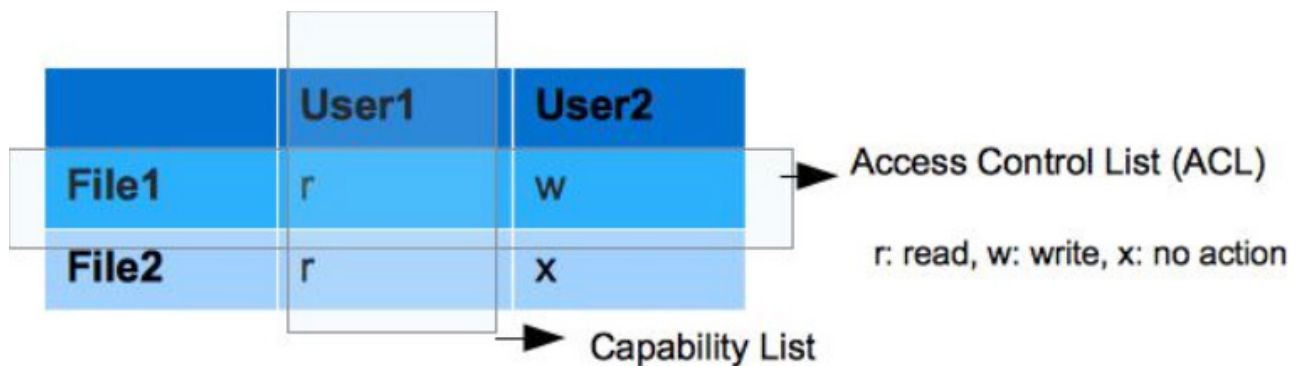 User1 User2
File1 r w
Access Control List (ACL)
r: read, w: write, x: no action
File2 r x
Capability List